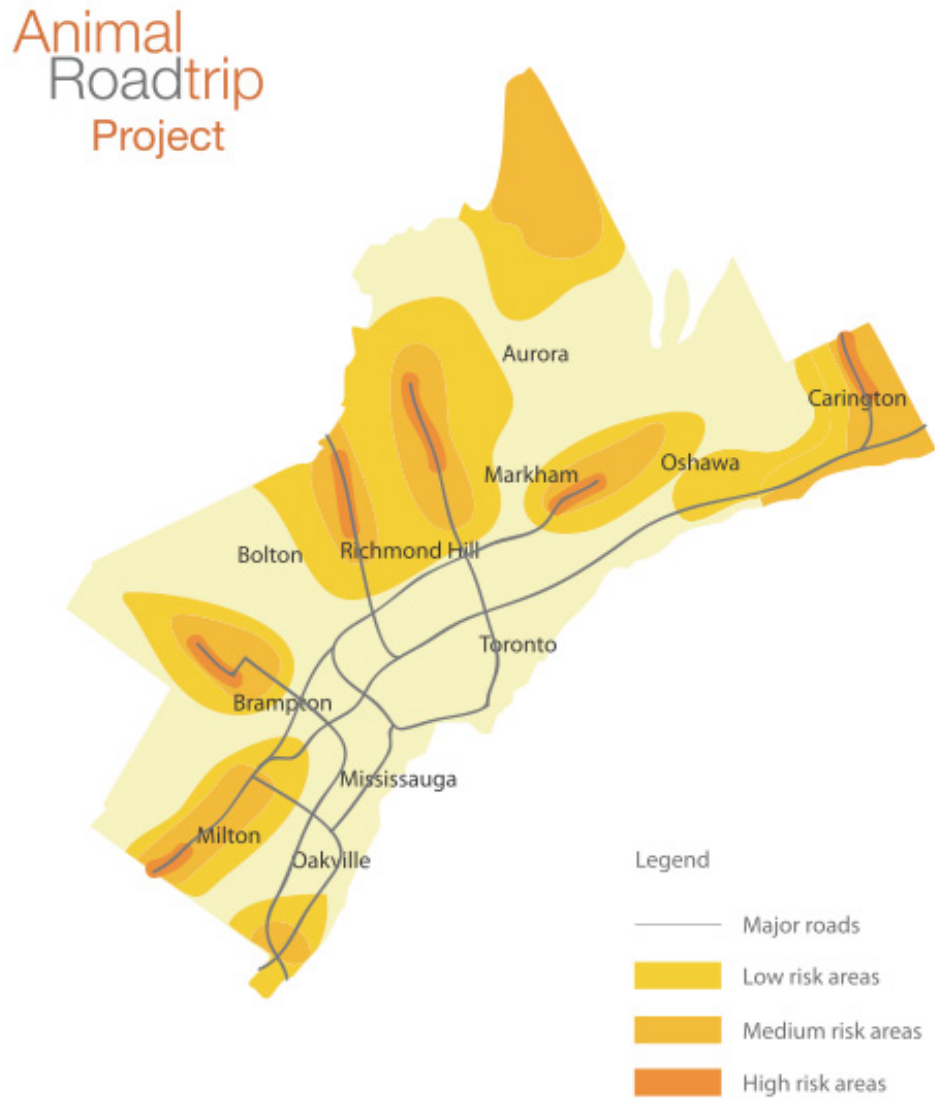 Animal
Roadtrip
Project
Aurora
Carington
Markham
Oshawa
Bolton
Richmond Hill
Toronto
Brampton
Mississauga
Milton
Oakville
Legend
Major roads
Low risk areas
Medium risk areas
High risk areas